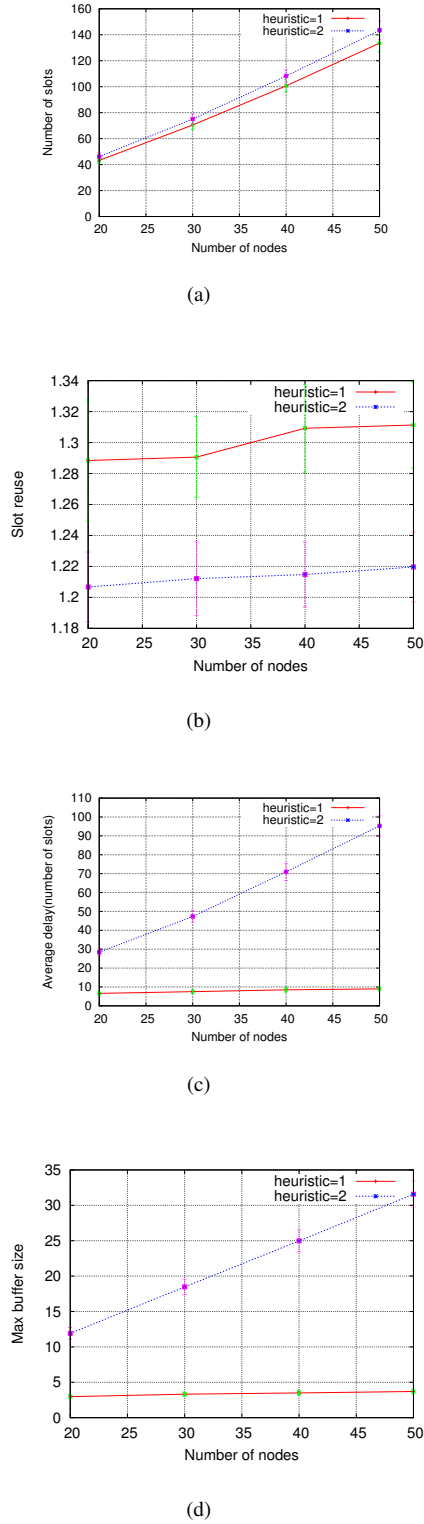 160
140
120
100
80
60
40
20
0
Number of slots
heuristic=1
heuristic=2
20 25 30 35 40 45 50
Number of nodes
(a)
1.34
1.32
1.3
1.28
1.26
1.24
1.22
1.2
1.18
Slot reuse
heuristic=1
heuristic=2
20 25 30 35 40 45 50
Number of nodes
(b)
110
100
90
80
70
60
50
40
30
20
10
0
Average delay(number of slots)
heuristic=1
heuristic=2
20 25 30 35 40 45 50
Number of nodes
(c)
35
30
25
20
15
10
5
0
Max buffer size
heuristic=1
heuristic=2
20 25 30 35 40 45 50
Number of nodes
(d)